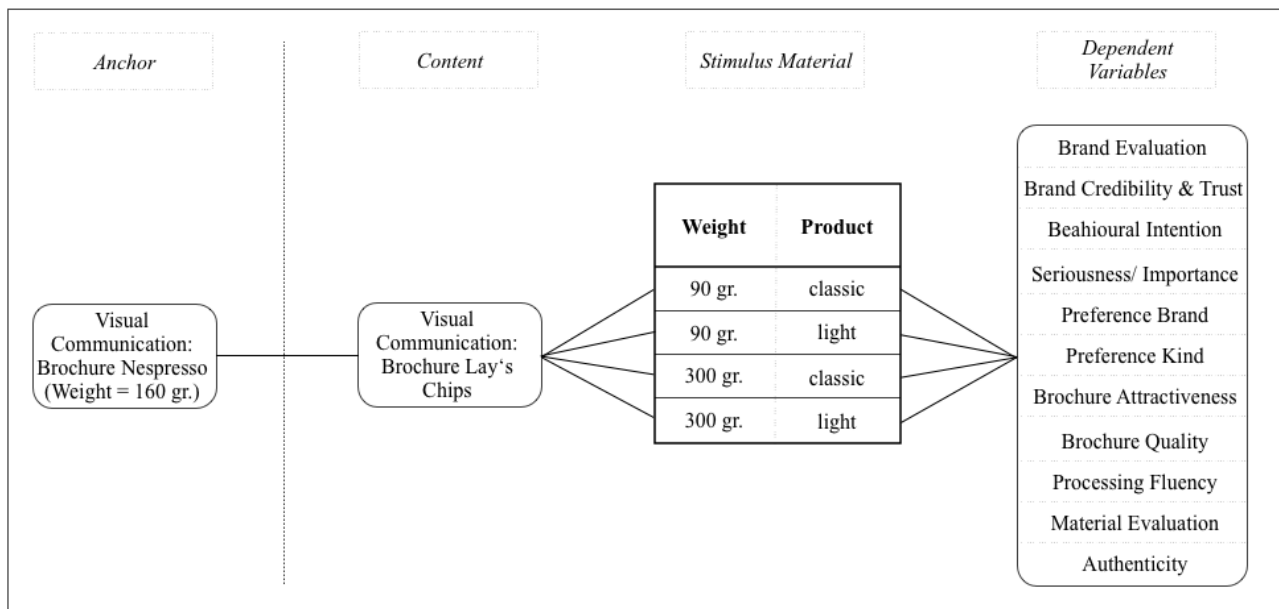 Anchor
Content
Stimulus Material
Dependent
Variables
Visual
Communication:
Brochure Nespresso
(Weight = 160 gr.)
Visual
Communication:
Brochure Lay‘s
Chips
Weight Product
90 gr. classic
90 gr. light
300 gr. classic
300 gr. light
Brand Evaluation
Brand Credibility & Trust
Beahioural Intention
Seriousness/ Importance
Preference Brand
Preference Kind
Brochure Attractiveness
Brochure Quality
Processing Fluency
Material Evaluation
Authenticity